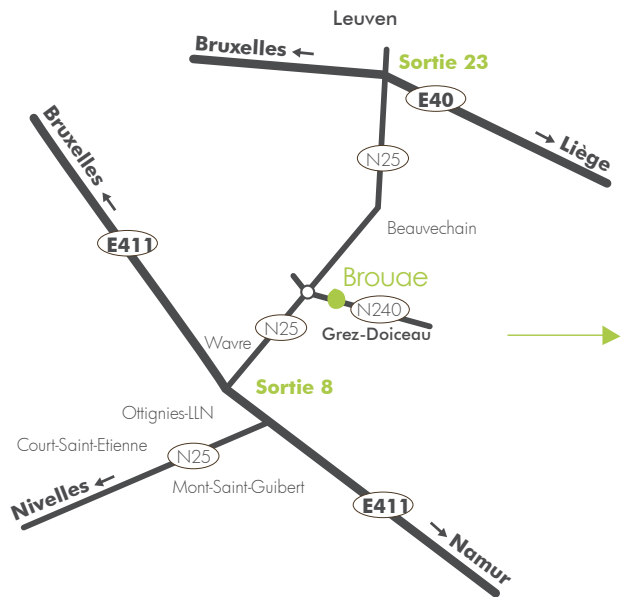 Leuven
Bruxelles
Sortie 23
E40
Liège
Bruxelles
N25
Beauvechain
E411
Brouae
N240
Grez-Doiceau
N25
Wavre
Sortie 8
Ottignies-LLN
Court-Saint-Etienne
N25
Mont-Saint-Guibert
Nivelles
E411
Namur